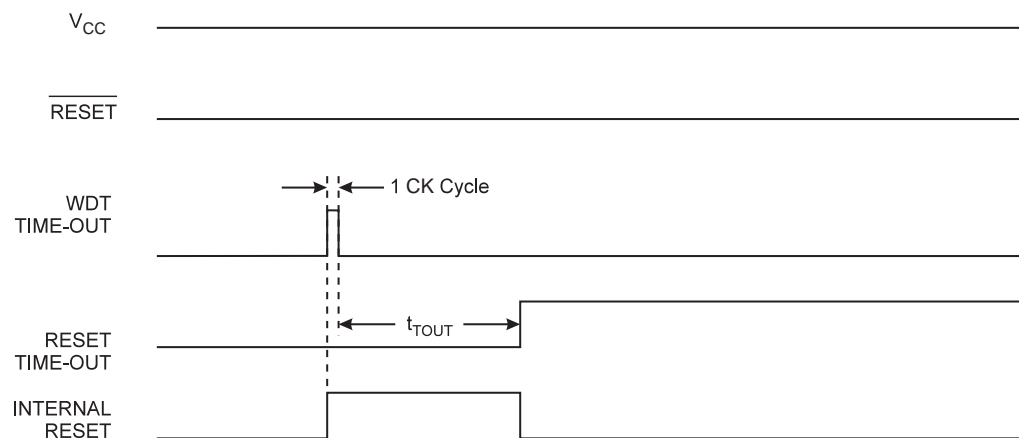 VCC
RESET
1 CK Cycle
WDT
TIME-OUT
tTOUT
RESET
TIME-OUT
INTERNAL
RESET